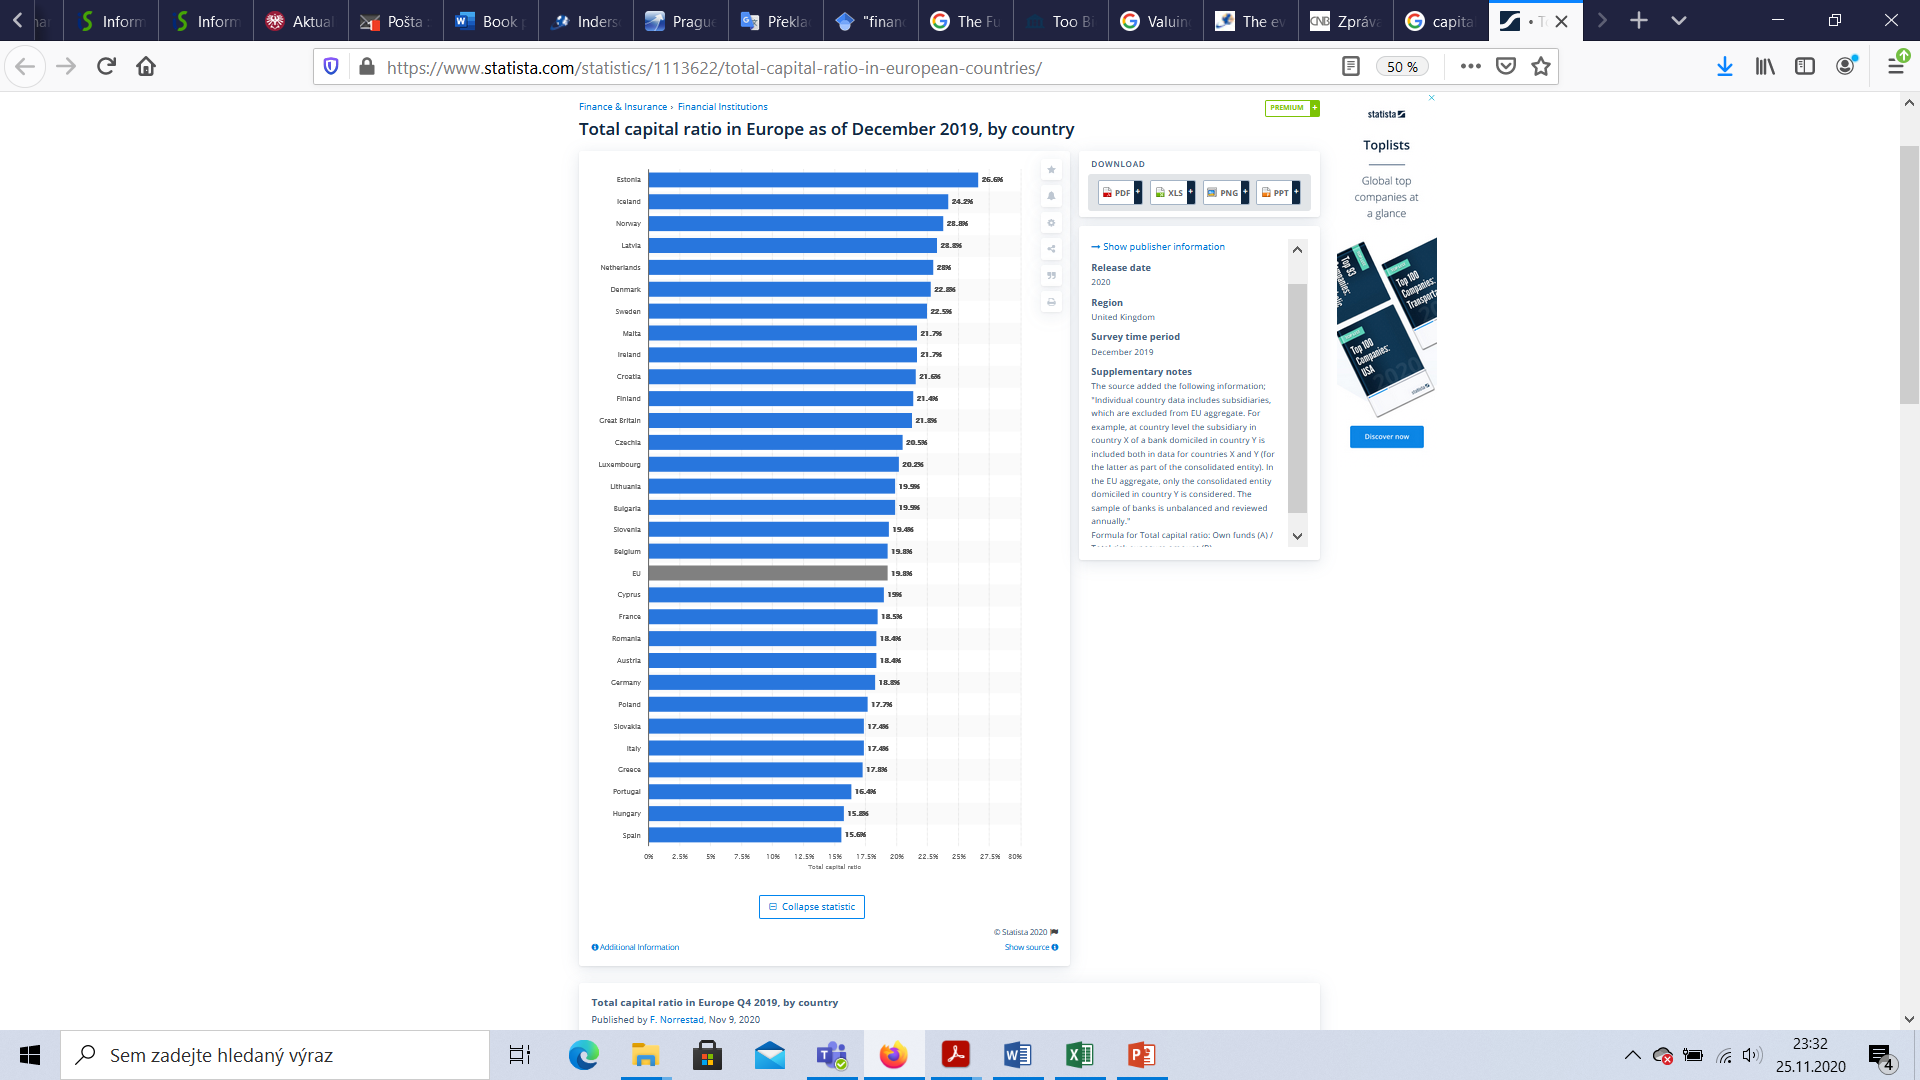 Inform
Inform
Aktual
Pošta
Book p
Inderso
Prague
Překla
"finan
The Fu
Too Bi
Valuin
The ev
Zpráva
capita
https://www.statista.com/statistics/1113622/total-capital-ratio-in-european-countries/
50 %
Finance & Insurance › Financial Institutions
PREMIUM +
Total capital ratio in Europe as of December 2019, by country
Estonia 26.6%
Iceland 24.2%
Norway 23.8%
Latvia 23.3%
Netherlands 23%
Denmark 22.8%
Sweden 22.5%
Malta 21.7%
Ireland 21.7%
Croatia 21.6%
Finland 21.4%
Great Britain 21.3%
Czechia 20.5%
Luxembourg 20.2%
Lithuania 19.9%
Bulgaria 19.9%
Slovenia 19.4%
Belgium 19.3%
EU 19.3%
Cyprus 19%
France 18.5%
Romania 18.4%
Austria 18.4%
Germany 18.3%
Poland 17.7%
Slovakia 17.4%
Italy 17.4%
Greece 17.3%
Portugal 16.4%
Hungary 15.8%
Spain 15.6%
0% 2.5% 5% 7.5% 10% 12.5% 15% 17.5% 20% 22.5% 25% 27.5% 30%
Total capital ratio
Collapse statistic
© Statista 2020
Additional Information
Show source
DOWNLOAD
PDF + XLS + PNG + PPT +
→ Show publisher information
Release date
2020
Region
United Kingdom
Survey time period
December 2019
Supplementary notes
The source added the following information;
"Individual country data includes subsidiaries,
which are excluded from EU aggregate. For
example, at country level the subsidiary in
country X of a bank domiciled in country Y is
included both in data for countries X and Y (for
the latter as part of the consolidated entity). In
the EU aggregate, only the consolidated entity
domiciled in country Y is considered. The
sample of banks is unbalanced and reviewed
annually."
Formula for Total capital ratio: Own funds (A) /
statista
Toplists
Global top
companies at
a glance
Top 100
Companies:
Transporta
Top 100
Companies:
USA
2020
statista
Discover now
Total capital ratio in Europe Q4 2019, by country
Published by F. Norrestad, Nov 9, 2020
Sem zadejte hledaný výraz
23:32
25.11.2020
4